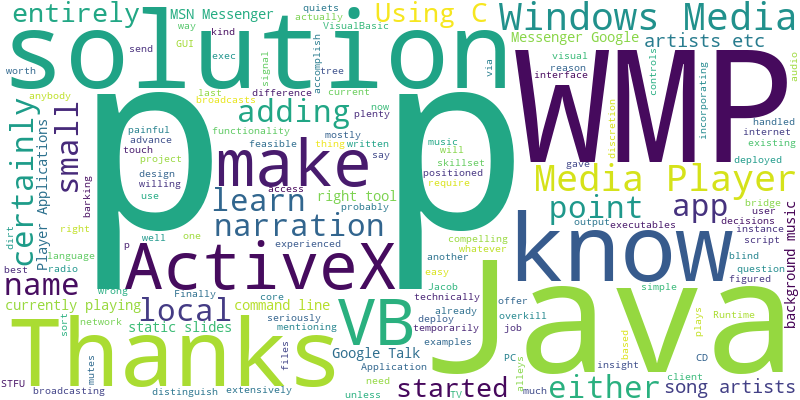 entirely MSN Messenger quiets Using C Windows Media
way actually kind VisualBasic Messenger Google visual artists etc
GUI exec accomplish tree via reason interface
send signal
worth last difference current
anybody broadcasts
solution
pp
WMP
Java
know
Thanks
ActiveX
VB
make
adding
learn
narration
certainly
small
name
local
started
either
point app
Media Player
Player Applications
barking
painful feasible written plenty now
advance functionality thing mostly music
touch project say will
design willing skillset positioned
use right tool require
access probably
p well one
experienced another compelling
whatever
incorporating
controls
audio
handled
internet
existing
discretion
gave deployed
bridge user
output instance decisions
executables script
blind
question
figured
background music
dirt
right
language
best radio
wrong
currently playing
static slides
command line
Finally core
sort network
seriously
mentioning
files
STFU mutes
broadcasting distinguish extensively
Google Talk
Application
need
unless
Jacob easy
technically offer
already overkill
temporarily job
deploy
examples
PC
insight
much
TV
alleys
based
plays
simple
Runtime
client
CD
song artists